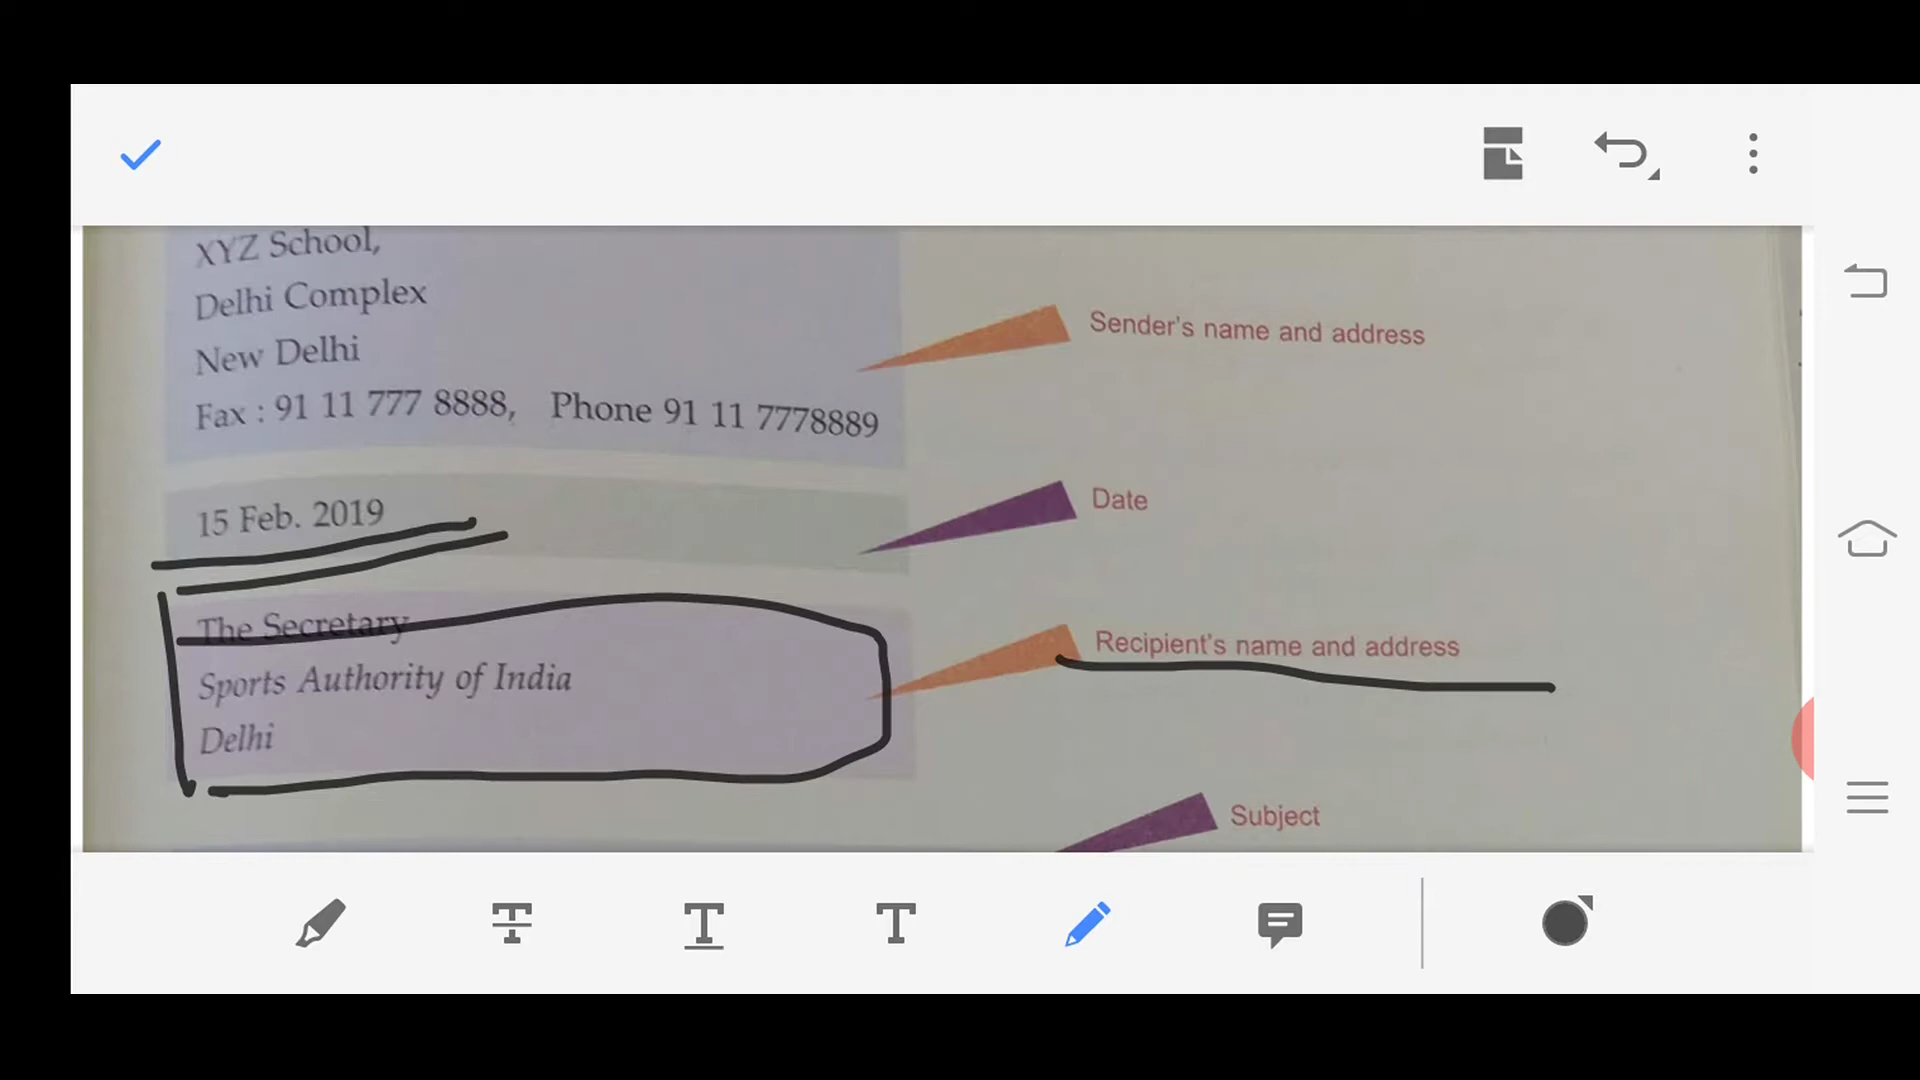 XYZ School,
Delhi Complex
New Delhi
Fax : 91 11 777 8888, Phone 91 11 7778889
Sender's name and address
15 Feb. 2019
Date
The Secretary
Sports Authority of India
Delhi
Recipient's name and address
Subject